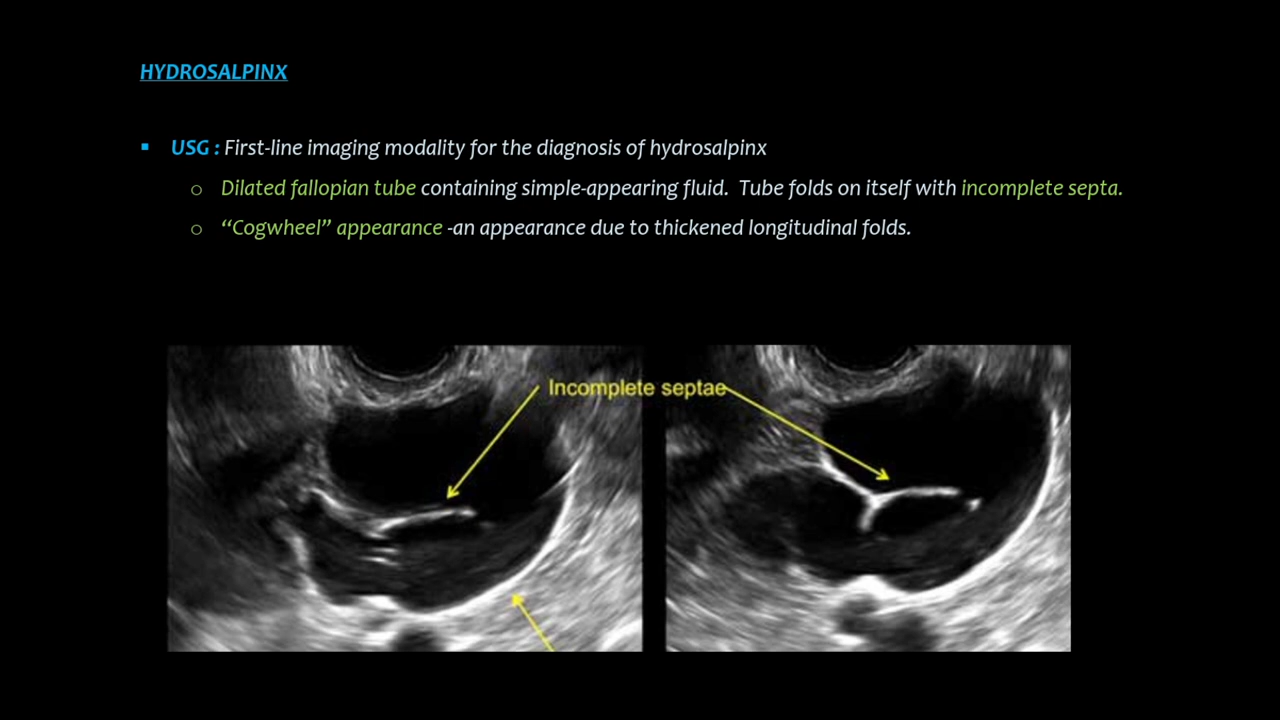 HYDROSALPINX
▪ USG : First-line imaging modality for the diagnosis of hydrosalpinx
o Dilated fallopian tube containing simple-appearing fluid. Tube folds on itself with incomplete septa.
o “Cogwheel” appearance -an appearance due to thickened longitudinal folds.
Incomplete septae